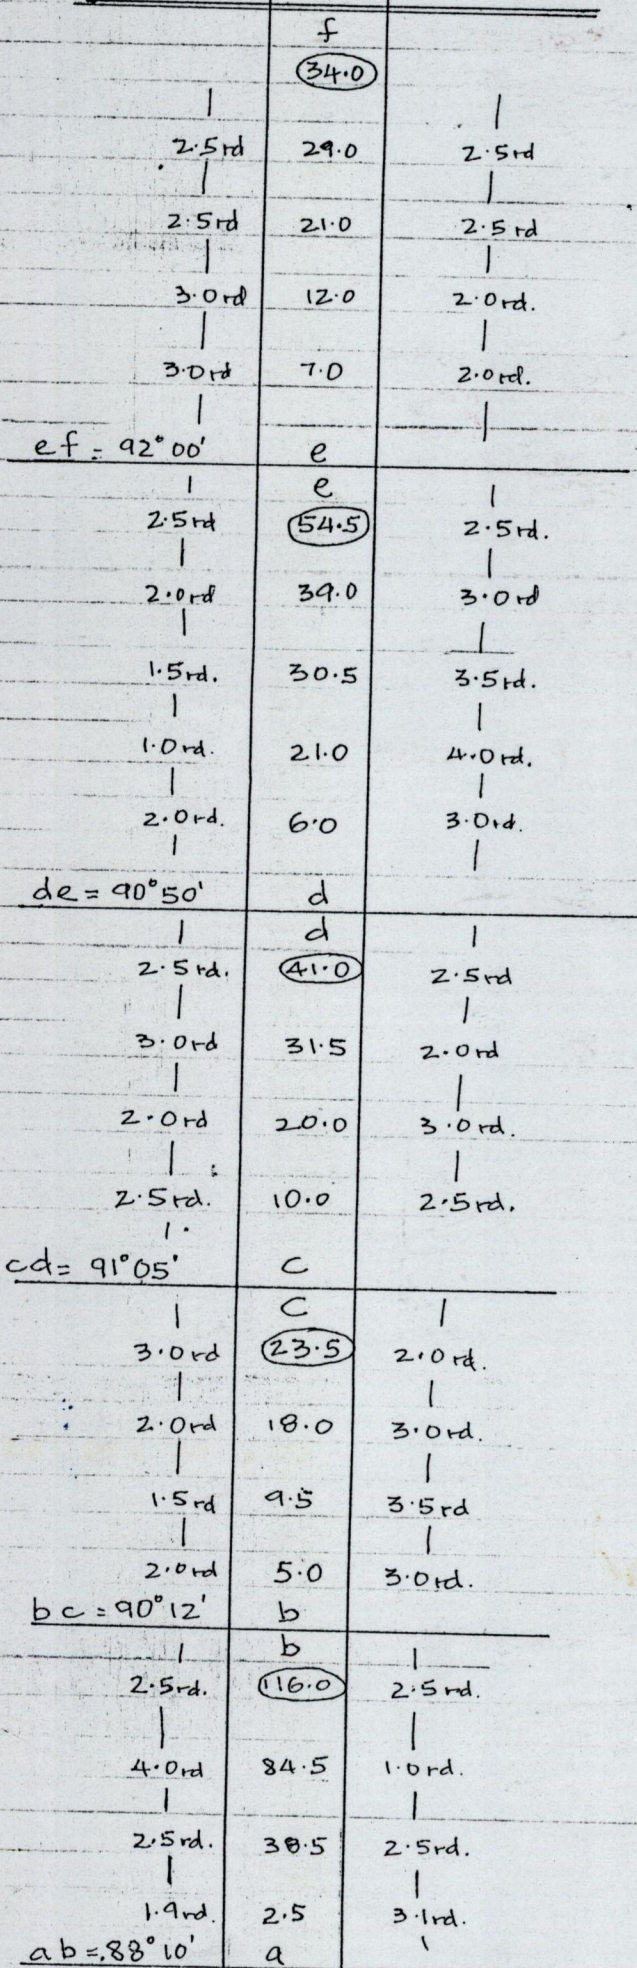 f
34.0
2.5rd 29.0 2.5rd
2.5rd 21.0 2.5rd
3.0rd 12.0 2.0rd.
3.0rd 7.0 2.0rd.
ef = 92°00' e
e
2.5rd 54.5 2.5rd.
2.0rd 39.0 3.0rd
1.5rd. 30.5 3.5rd.
1.0rd. 21.0 4.0rd.
2.0rd. 6.0 3.0rd.
de = 90°50' d
d
2.5rd. 41.0 2.5rd
3.0rd 31.5 2.0rd
2.0rd 20.0 3.0rd.
2.5rd. 10.0 2.5rd.
cd = 91°05' c
c
3.0rd 23.5 2.0rd.
2.0rd 18.0 3.0rd.
1.5rd 9.5 3.5rd
2.0rd 5.0 3.0rd.
bc = 90°12' b
b
2.5rd. 116.0 2.5rd.
4.0rd 84.5 1.0rd.
2.5rd. 2.5rd.
1.9rd. 2.5 3.1rd.
ab = 88°10' a